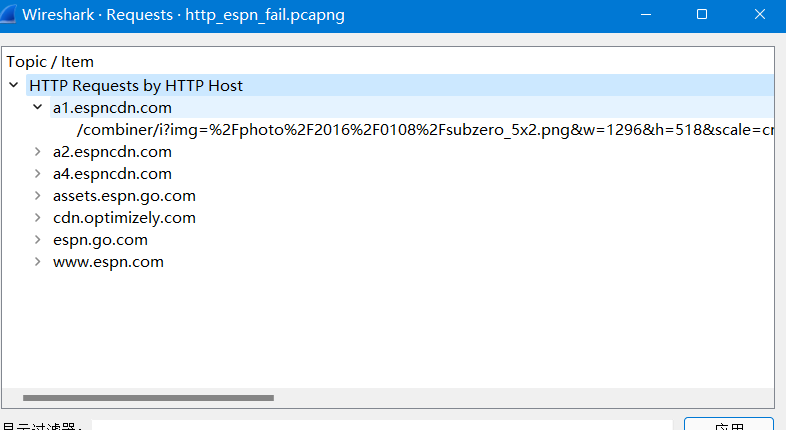 Wireshark · Requests · http_espn_fail.pcapng
Topic / Item
HTTP Requests by HTTP Host
a1.espncdn.com
/combiner/i?img=%2Fphoto%2F2016%2F0108%2Fsubzero_5x2.png&w=1296&h=518&scale=cr
a2.espncdn.com
a4.espncdn.com
assets.espn.go.com
cdn.optimizely.com
espn.go.com
www.espn.com
显示过滤器: 应用